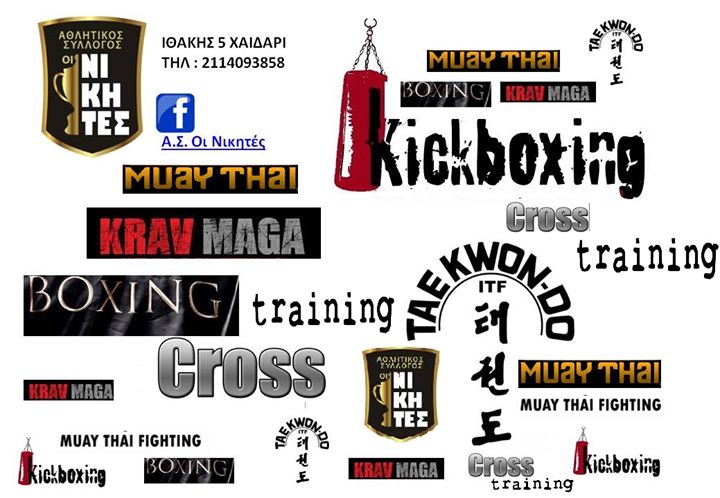 ΑΘΛΗΤΙΚΟΣ
ΣΥΛΛΟΓΟΣ
ΟΙ
ΝΙ
ΚΗ
ΤΕΣ
ΙΘΑΚΗΣ 5 ΧΑΙΔΑΡΙ
ΤΗΛ : 2114093858
f
Α.Σ. Οι Νικητές
MUAY THAI
BOXING
KRAV MAGA
TAEKWON-DO
ITF
태
권
도
Kickboxing
MUAY THAI
KRAV MAGA
Cross
training
BOXING
training
TAEKWON-DO
ITF
태
권
도
Cross
ΑΘΛΗΤΙΚΟΣ
ΣΥΛΛΟΓΟΣ
ΟΙ
ΝΙ
ΚΗ
ΤΕΣ
MUAY THAI
KRAV MAGA
MUAY THAI FIGHTING
MUAY THAI FIGHTING
TAEKWON-DO
ITF
태
권
도
Kickboxing
BOXING
KRAV MAGA
Cross
training
Kickboxing